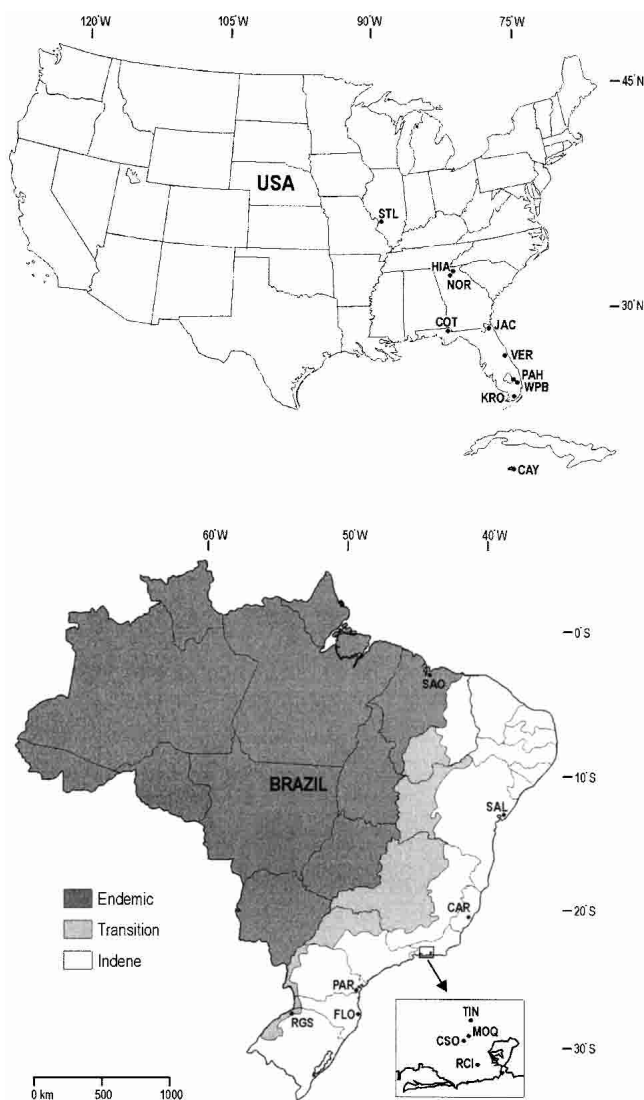 120°W 105°W 90°W 75°W
45°N
USA
STL
HIA
NOR
30°N
COT
JAC
VER
PAH
WPB
KRO
CAY
60°W 50°W 40°W
0°S
SAO
10°S
BRAZIL
SAL
Endemic
Transition
Indene
20°S
CAR
PAR
FLO
RGS
TIN
MOQ
CSO
RCI
30°S
0 km 500 1000